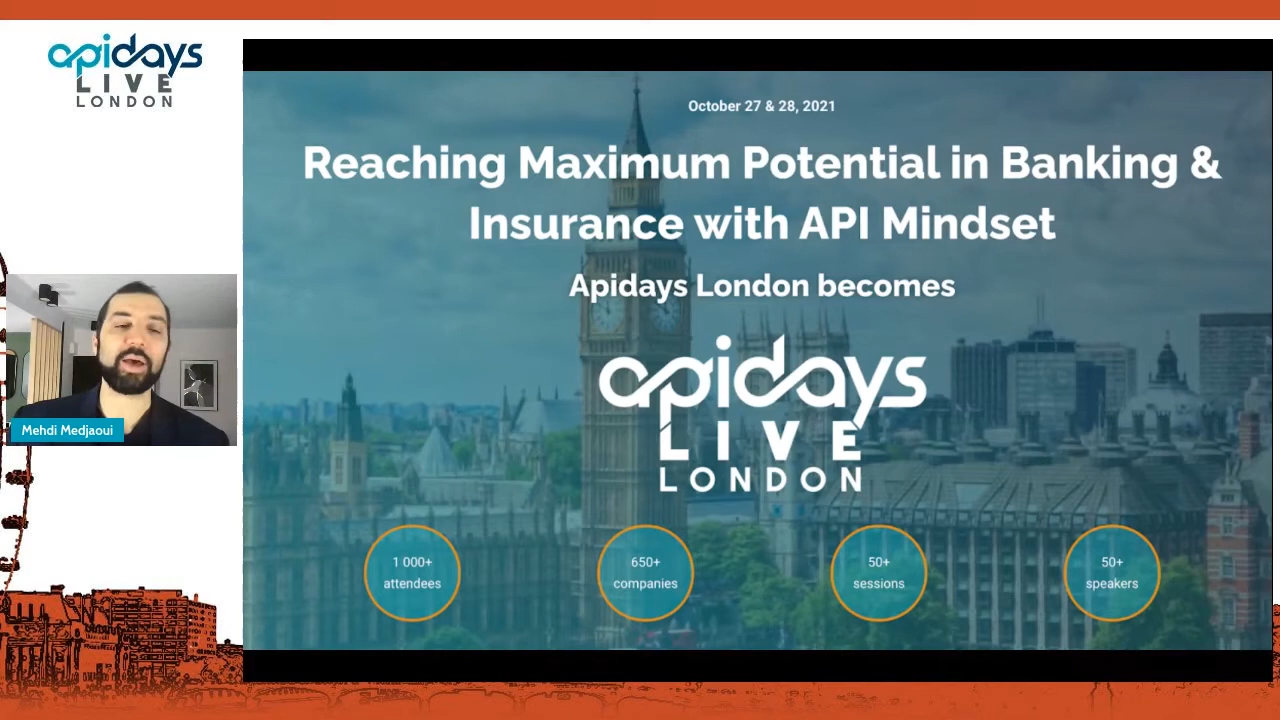 apidays
LIVE
LONDON
Mehdi Medjaoui
October 27 & 28, 2021
Reaching Maximum Potential in Banking &
Insurance with API Mindset
Apidays London becomes
apidays
LIVE
LONDON
1 000+
attendees
650+
companies
50+
sessions
50+
speakers